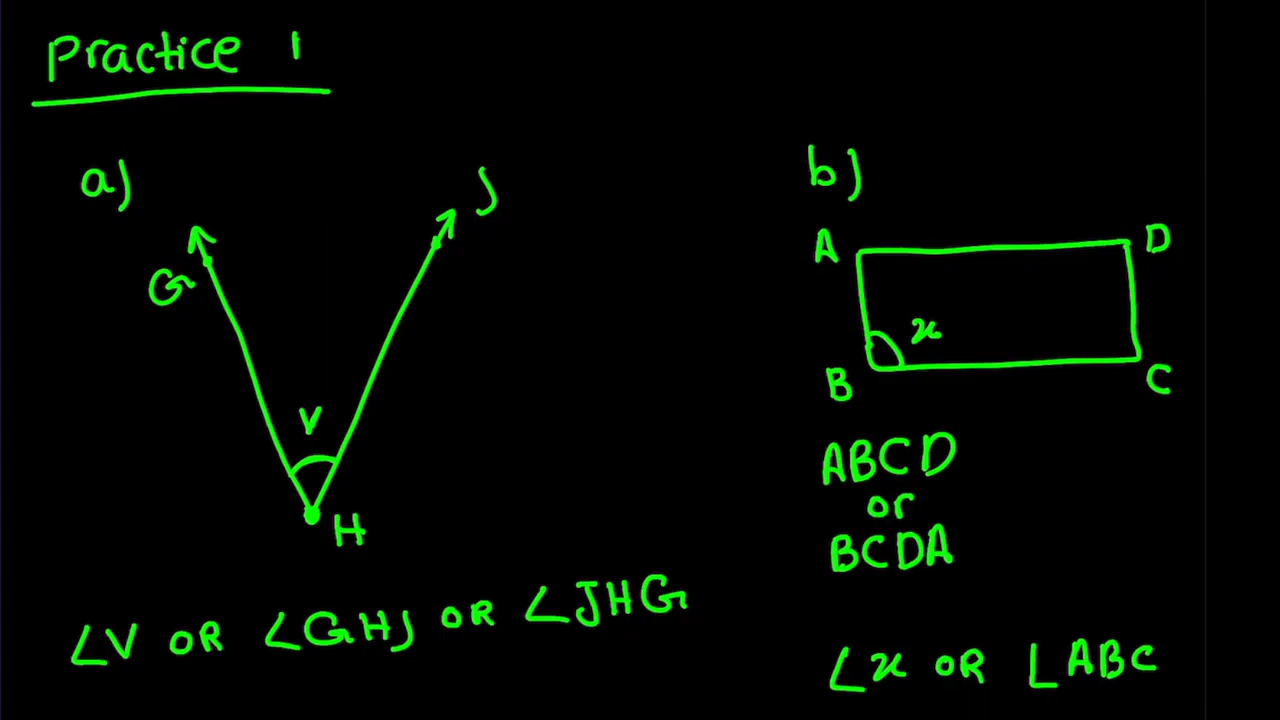 Practice 1
a)
G
J
V
H
∠V OR ∠GHJ OR ∠JHG
b)
A
D
x
B
C
ABCD
or
BCDA
∠x OR ∠ABC